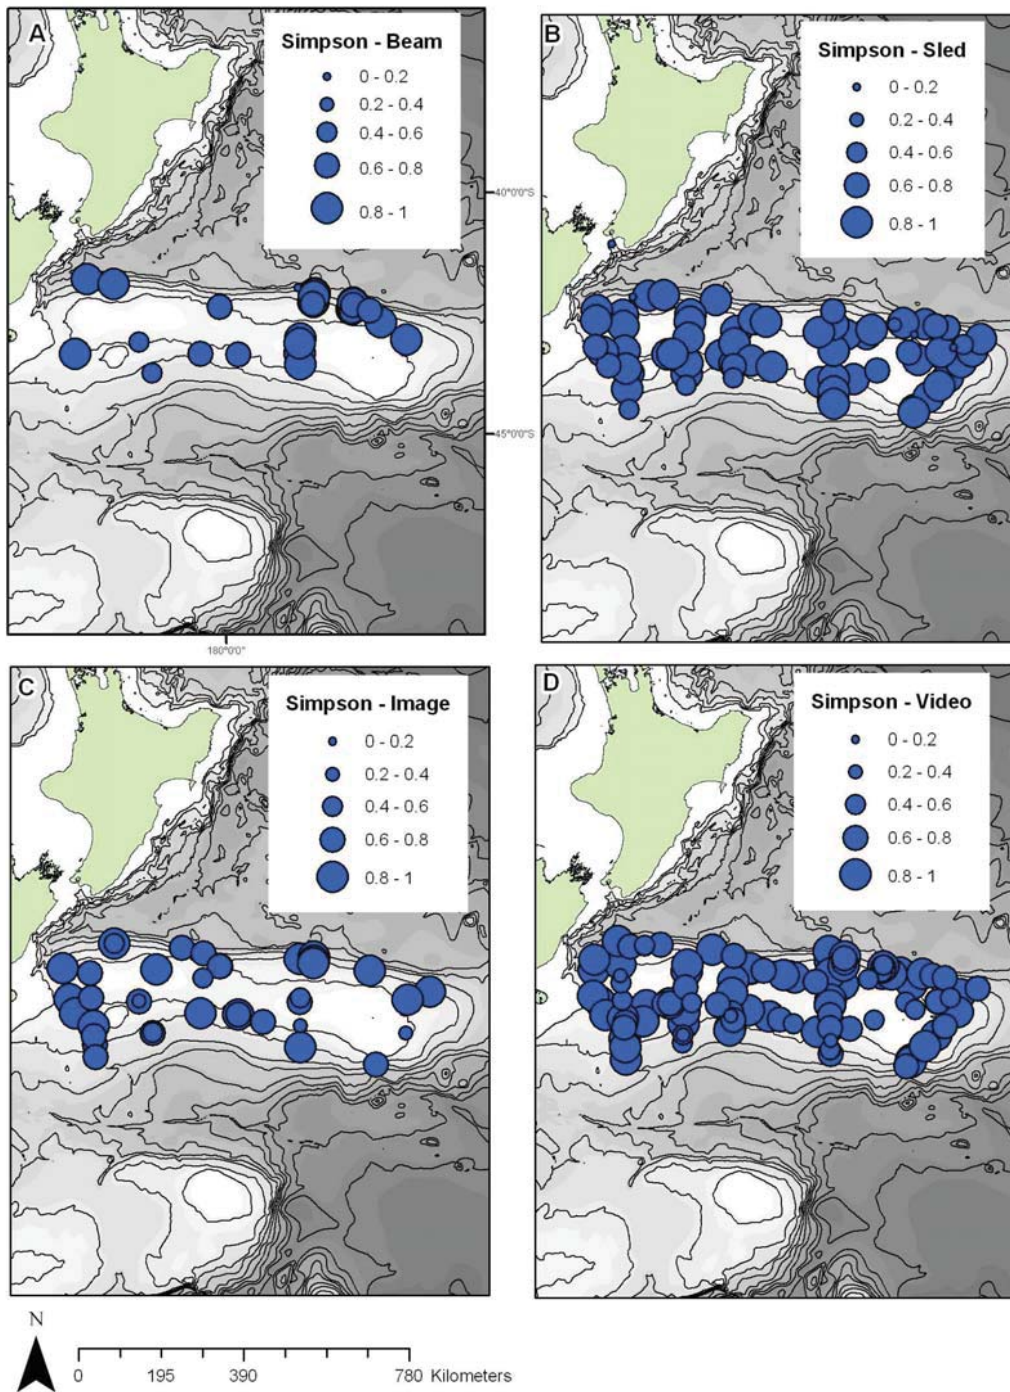 A
Simpson - Beam
0 - 0.2
0.2 - 0.4
0.4 - 0.6
0.6 - 0.8
0.8 - 1
B
Simpson - Sled
0 - 0.2
0.2 - 0.4
0.4 - 0.6
0.6 - 0.8
0.8 - 1
40°0'0"S
45°0'0"S
180°0'0"
C
Simpson - Image
0 - 0.2
0.2 - 0.4
0.4 - 0.6
0.6 - 0.8
0.8 - 1
D
Simpson - Video
0 - 0.2
0.2 - 0.4
0.4 - 0.6
0.6 - 0.8
0.8 - 1
N
0 195 390 780 Kilometers